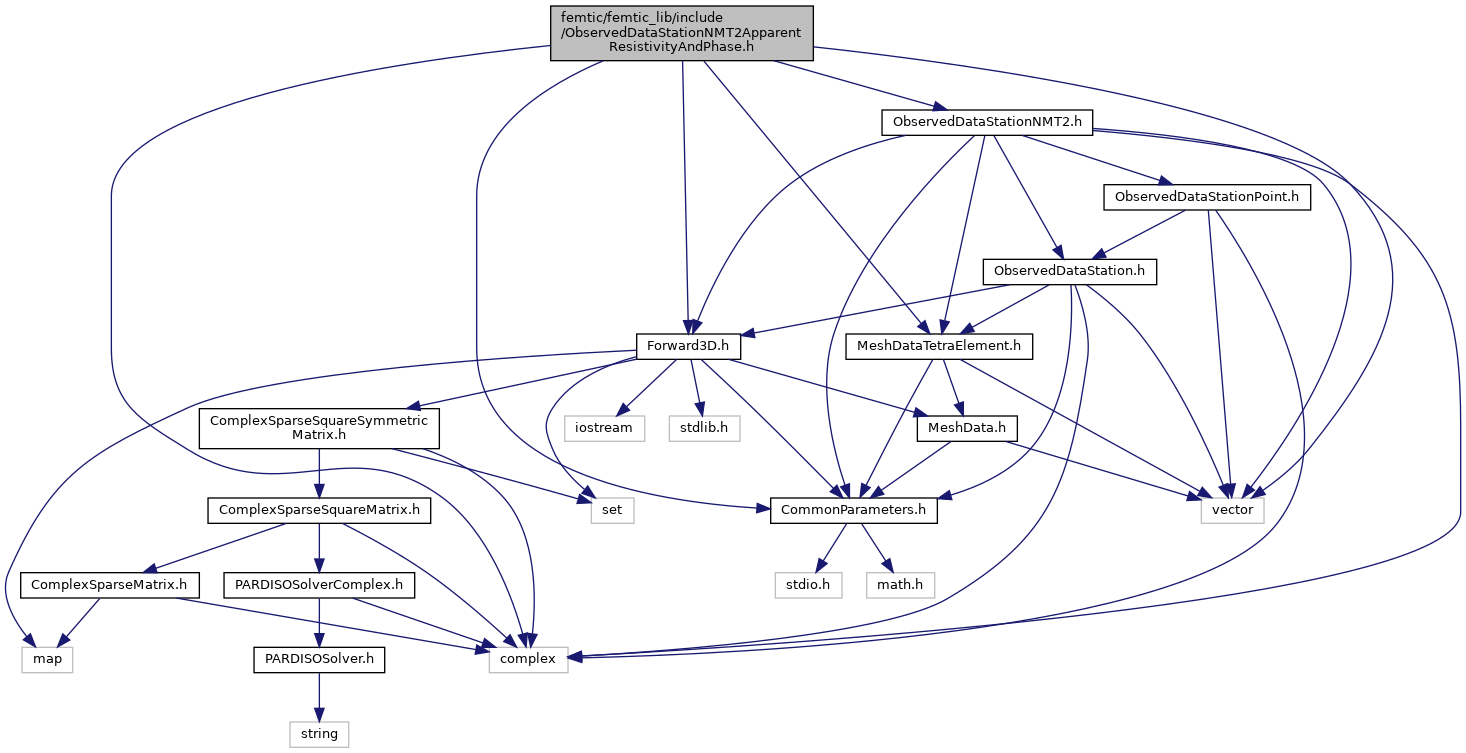 femtic/femtic_lib/include
/ObservedDataStationNMT2Apparent
ResistivityAndPhase.h
ObservedDataStationNMT2.h
ObservedDataStationPoint.h
ObservedDataStation.h
Forward3D.h
MeshDataTetraElement.h
ComplexSparseSquareSymmetric
Matrix.h
iostream
stdlib.h
MeshData.h
ComplexSparseSquareMatrix.h
set
CommonParameters.h
vector
ComplexSparseMatrix.h
PARDISOSolverComplex.h
stdio.h
math.h
map
PARDISOSolver.h
complex
string